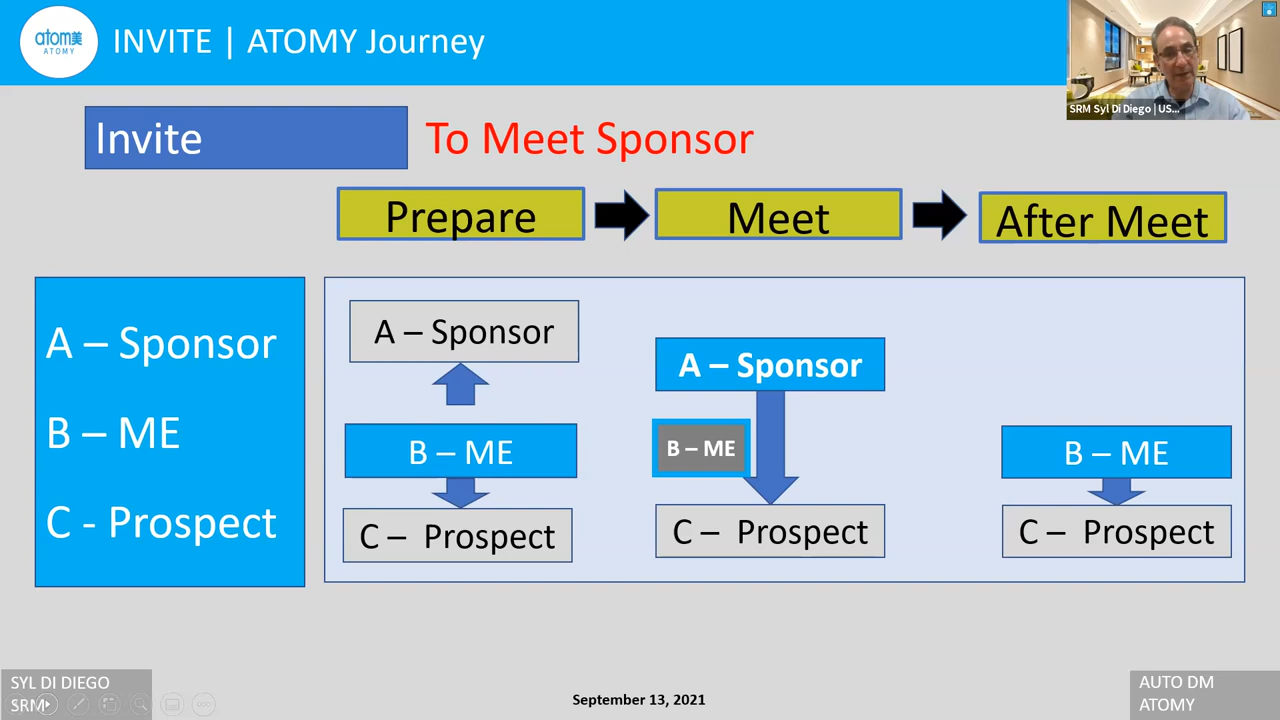 atom美
ATOMY
INVITE | ATOMY Journey
SRM Syl Di Diego | US...
Invite
To Meet Sponsor
Prepare
Meet
After Meet
A – Sponsor
B – ME
C - Prospect
A – Sponsor
B – ME
C – Prospect
A – Sponsor
B – ME
C – Prospect
B – ME
C – Prospect
SYL DI DIEGO
SRM
September 13, 2021
AUTO DM
ATOMY